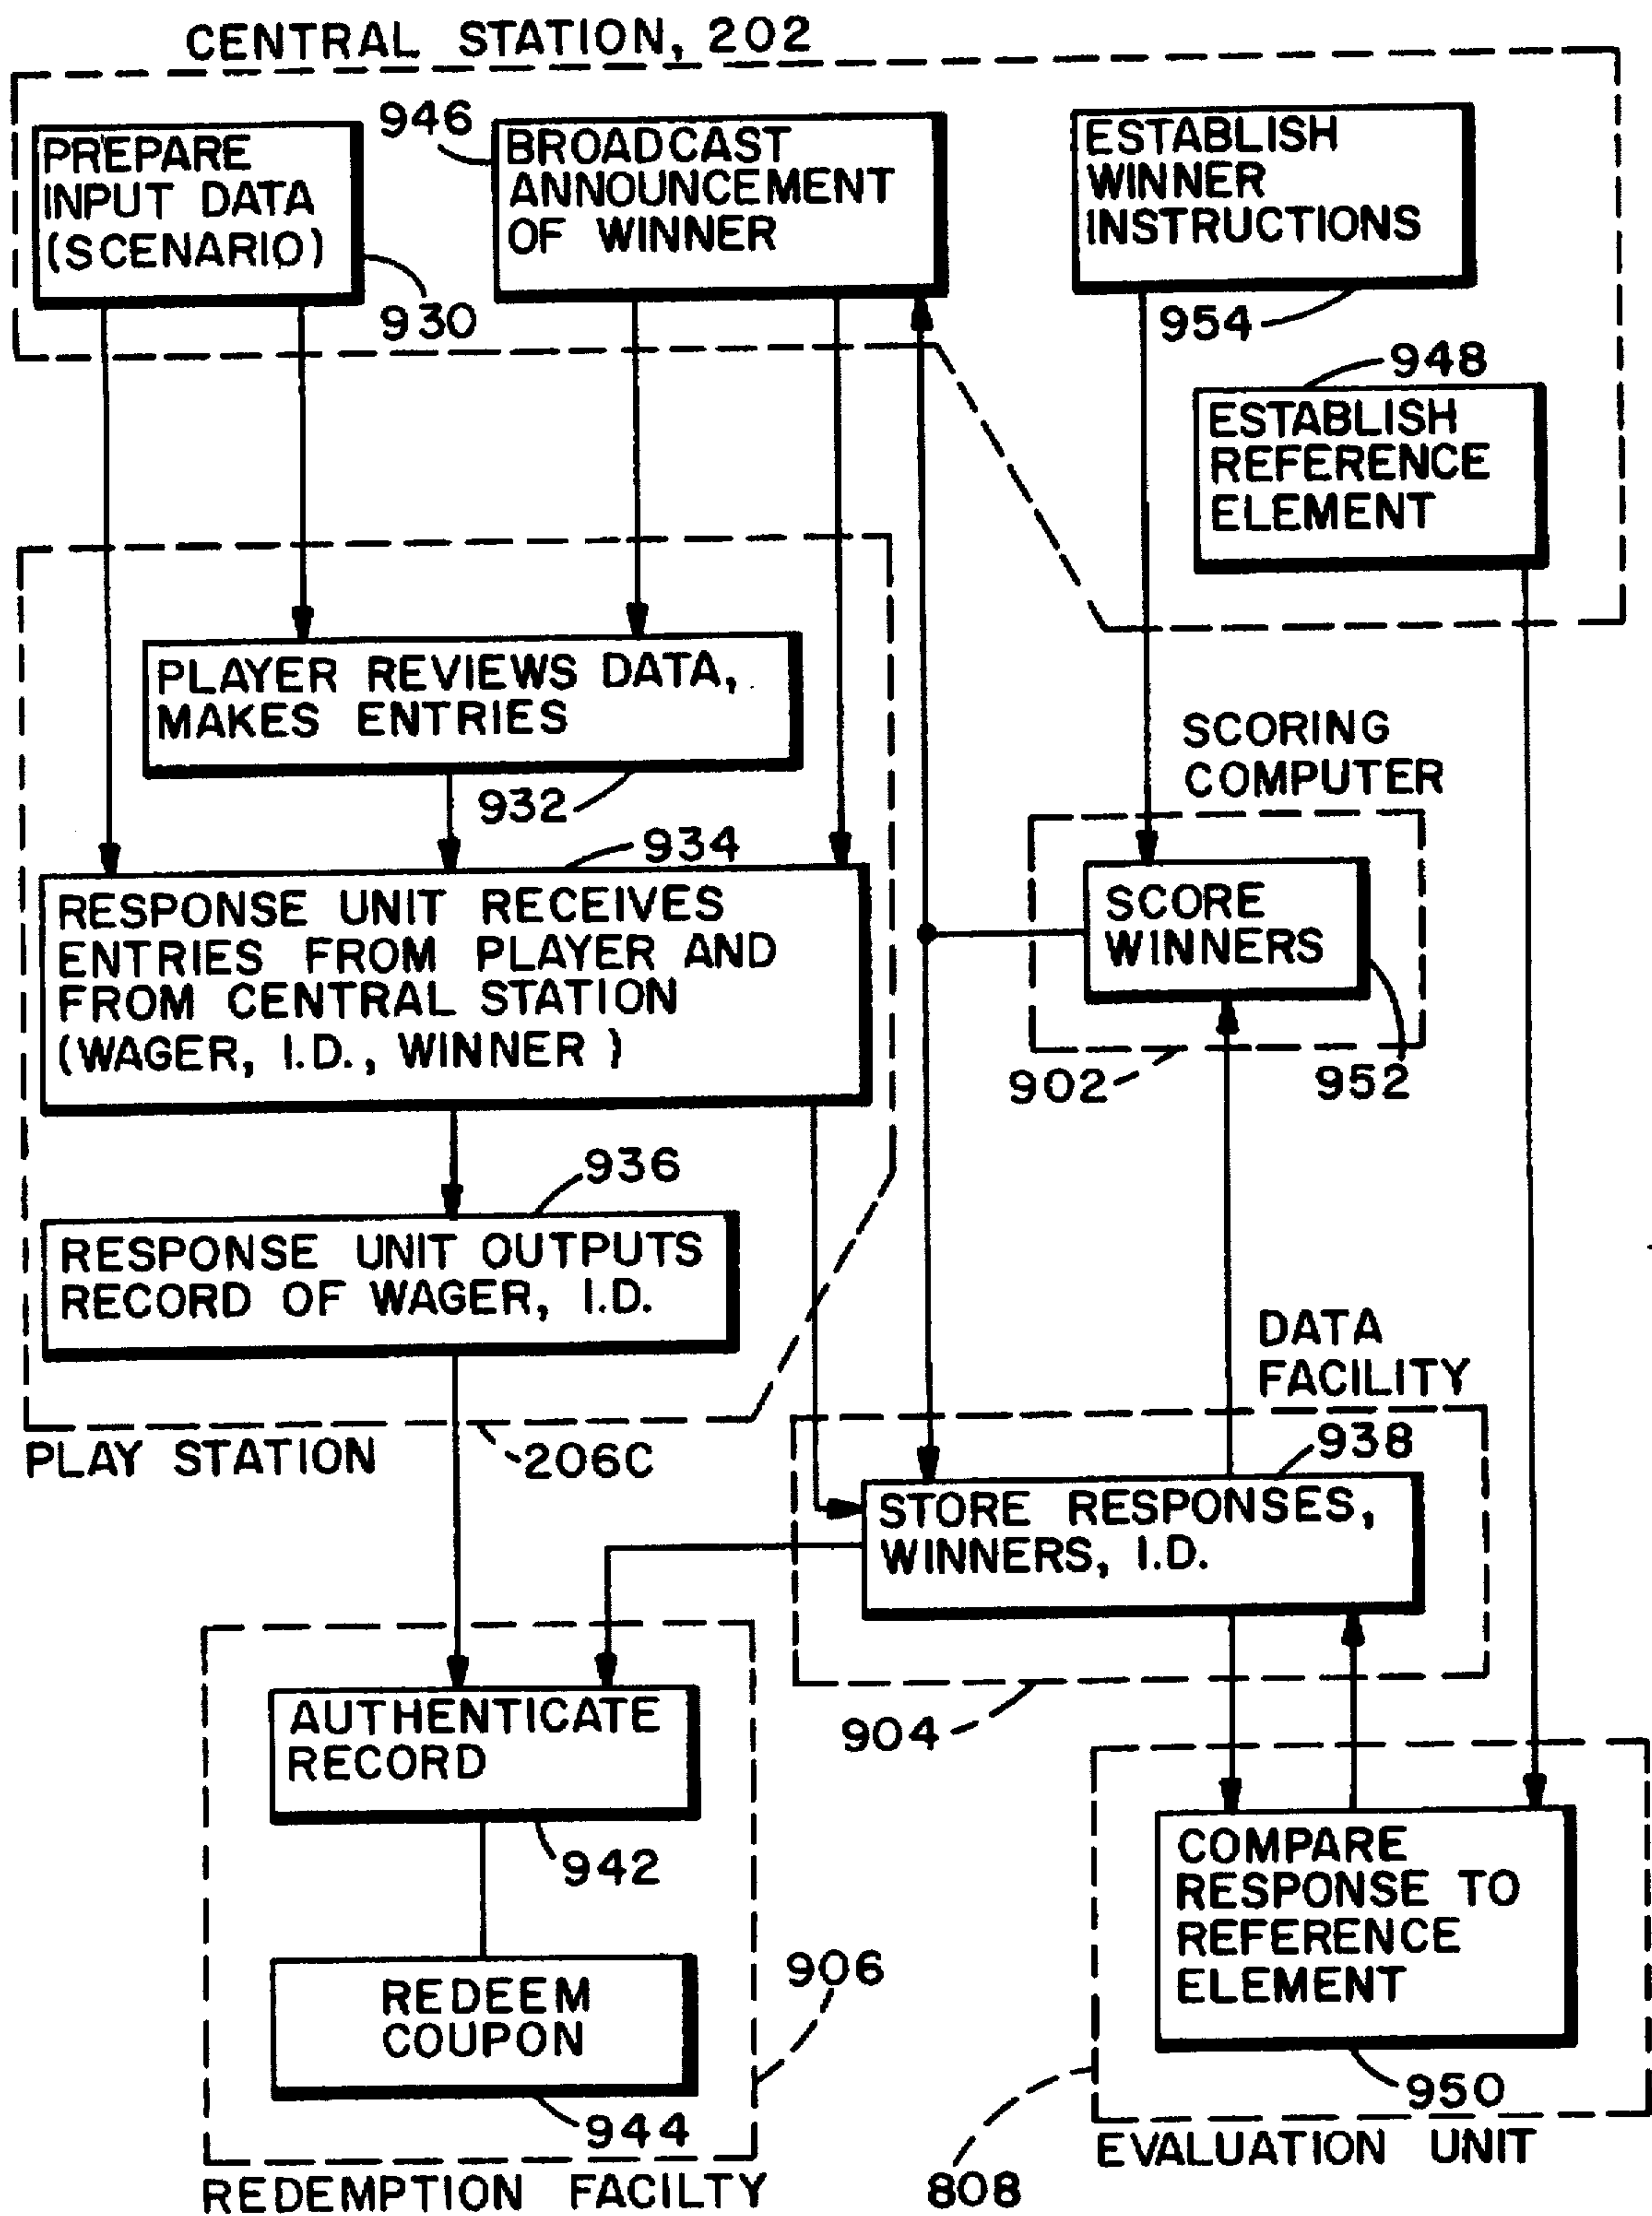 CENTRAL STATION, 202
PREPARE
INPUT DATA
(SCENARIO)
930
946
BROADCAST
ANNOUNCEMENT
OF WINNER
ESTABLISH
WINNER
INSTRUCTIONS
954
948
ESTABLISH
REFERENCE
ELEMENT
PLAYER REVIEWS DATA,
MAKES ENTRIES
932
934
RESPONSE UNIT RECEIVES
ENTRIES FROM PLAYER AND
FROM CENTRAL STATION
(WAGER, I.D., WINNER )
SCORING
COMPUTER
SCORE
WINNERS
902
952
936
RESPONSE UNIT OUTPUTS
RECORD OF WAGER, I.D.
PLAY STATION
206C
DATA
FACILITY
938
STORE RESPONSES,
WINNERS, I.D.
904
AUTHENTICATE
RECORD
942
REDEEM
COUPON
944
906
REDEMPTION FACILTY
COMPARE
RESPONSE TO
REFERENCE
ELEMENT
950
808
EVALUATION UNIT